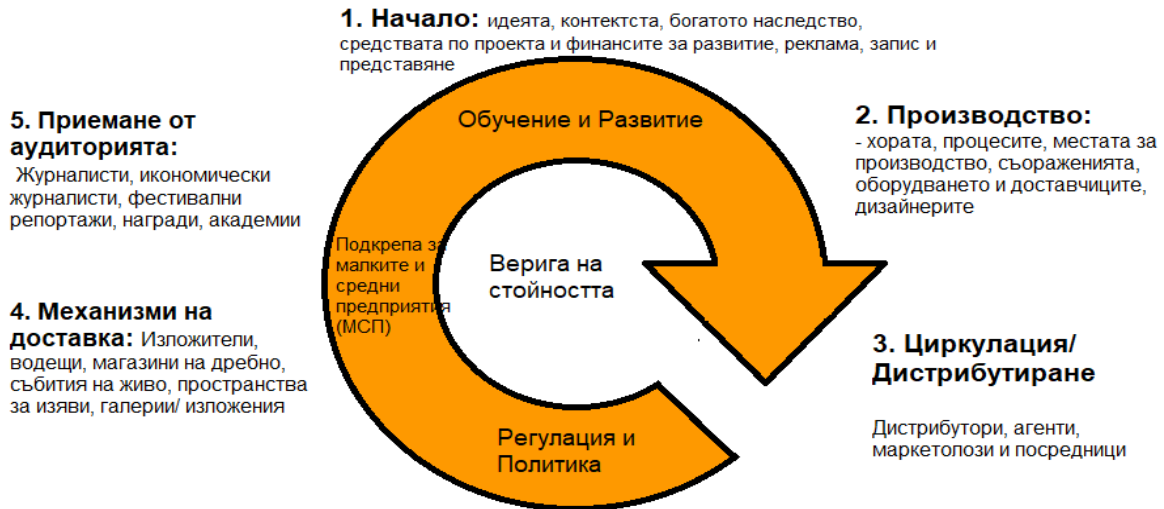 1. Начало: идеята, контектста, богатото наследство,
средствата по проекта и финансите за развитие, реклама, запис и
представяне
Обучение и Развитие
2. Производство:
- хората, процесите, местата за
производство, съораженията,
оборудването и доставчиците,
дизайнерите
3. Циркулация/
Дистрибутиране
Дистрибутори, агенти,
маркетолози и посредници
Регулация и
Политика
4. Механизми на
доставка: Изложители,
водещи, магазини на дребно,
събития на живо, пространства
за изяви, галерии/ изложения
Подкрепа за
малките и
средни
предприятия
(МСП)
5. Приемане от
аудиторията:
Журналисти, икономически
журналисти, фестивални
репортажи, награди, академии
Верига на
стойността